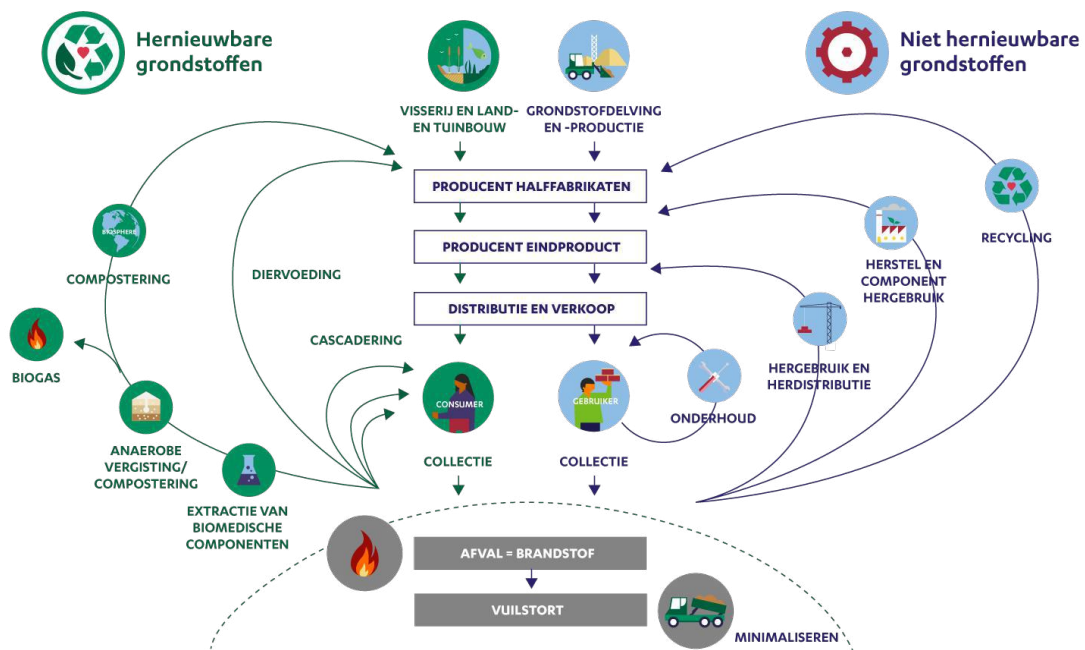 Hernieuwbare
grondstoffen
Niet hernieuwbare
grondstoffen
VISSERIJ EN LAND-
EN TUINBOUW
GRONDSTOFDELVING
EN -PRODUCTIE
PRODUCENT HALFFABRIKATEN
BIOSPHERE
RECYCLING
PRODUCENT EINDPRODUCT
COMPOSTERING
DIERVOEDING
HERSTEL EN
COMPONENT
HERGEBRUIK
DISTRIBUTIE EN VERKOOP
CASCADERING
BIOGAS
HERGEBRUIK EN
HERDISTRIBUTIE
CONSUMER
GEBRUIKER
ONDERHOUD
ANAEROBE
VERGISTING/
COMPOSTERING
COLLECTIE
COLLECTIE
EXTRACTIE VAN
BIOMEDISCHE
COMPONENTEN
AFVAL = BRANDSTOF
VUILSTORT
MINIMALISEREN